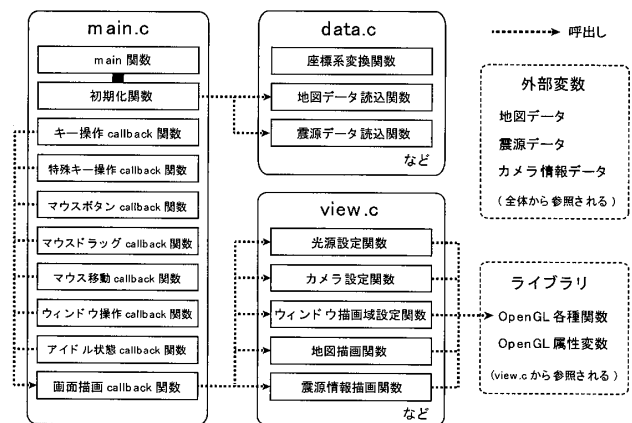 main.c
main 関数
初期化関数
キー操作 callback 関数
特殊キー操作 callback 関数
マウスボタン callback 関数
マウスドラッグ callback 関数
マウス移動 callback 関数
ウィンドウ操作 callback 関数
アイドル状態 callback 関数
画面描画 callback 関数
data.c
座標系変換関数
地図データ読込関数
震源データ読込関数
など
view.c
光源設定関数
カメラ設定関数
ウィンドウ描画域設定関数
地図描画関数
震源情報描画関数
など
呼出し
外部変数
地図データ
震源データ
カメラ情報データ
(全体から参照される)
ライブラリ
OpenGL 各種関数
OpenGL 属性変数
(view.c から参照される)